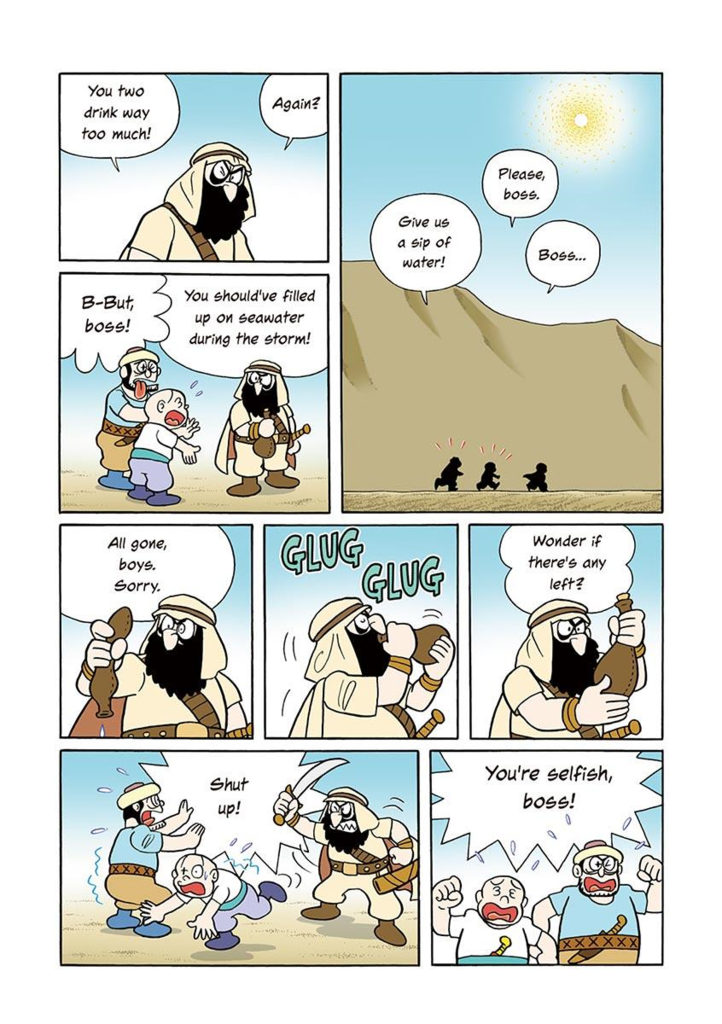 Boss...
Please,
boss.
Give us
a sip of
water!
Again?
You two
drink way
too much!
You should've filled
up on seawater
during the storm!
B-But,
boss!
Wonder if
there's any
left?
GLUG
GLUG
All gone,
boys.
Sorry.
You're selfish,
boss!
Shut
up!